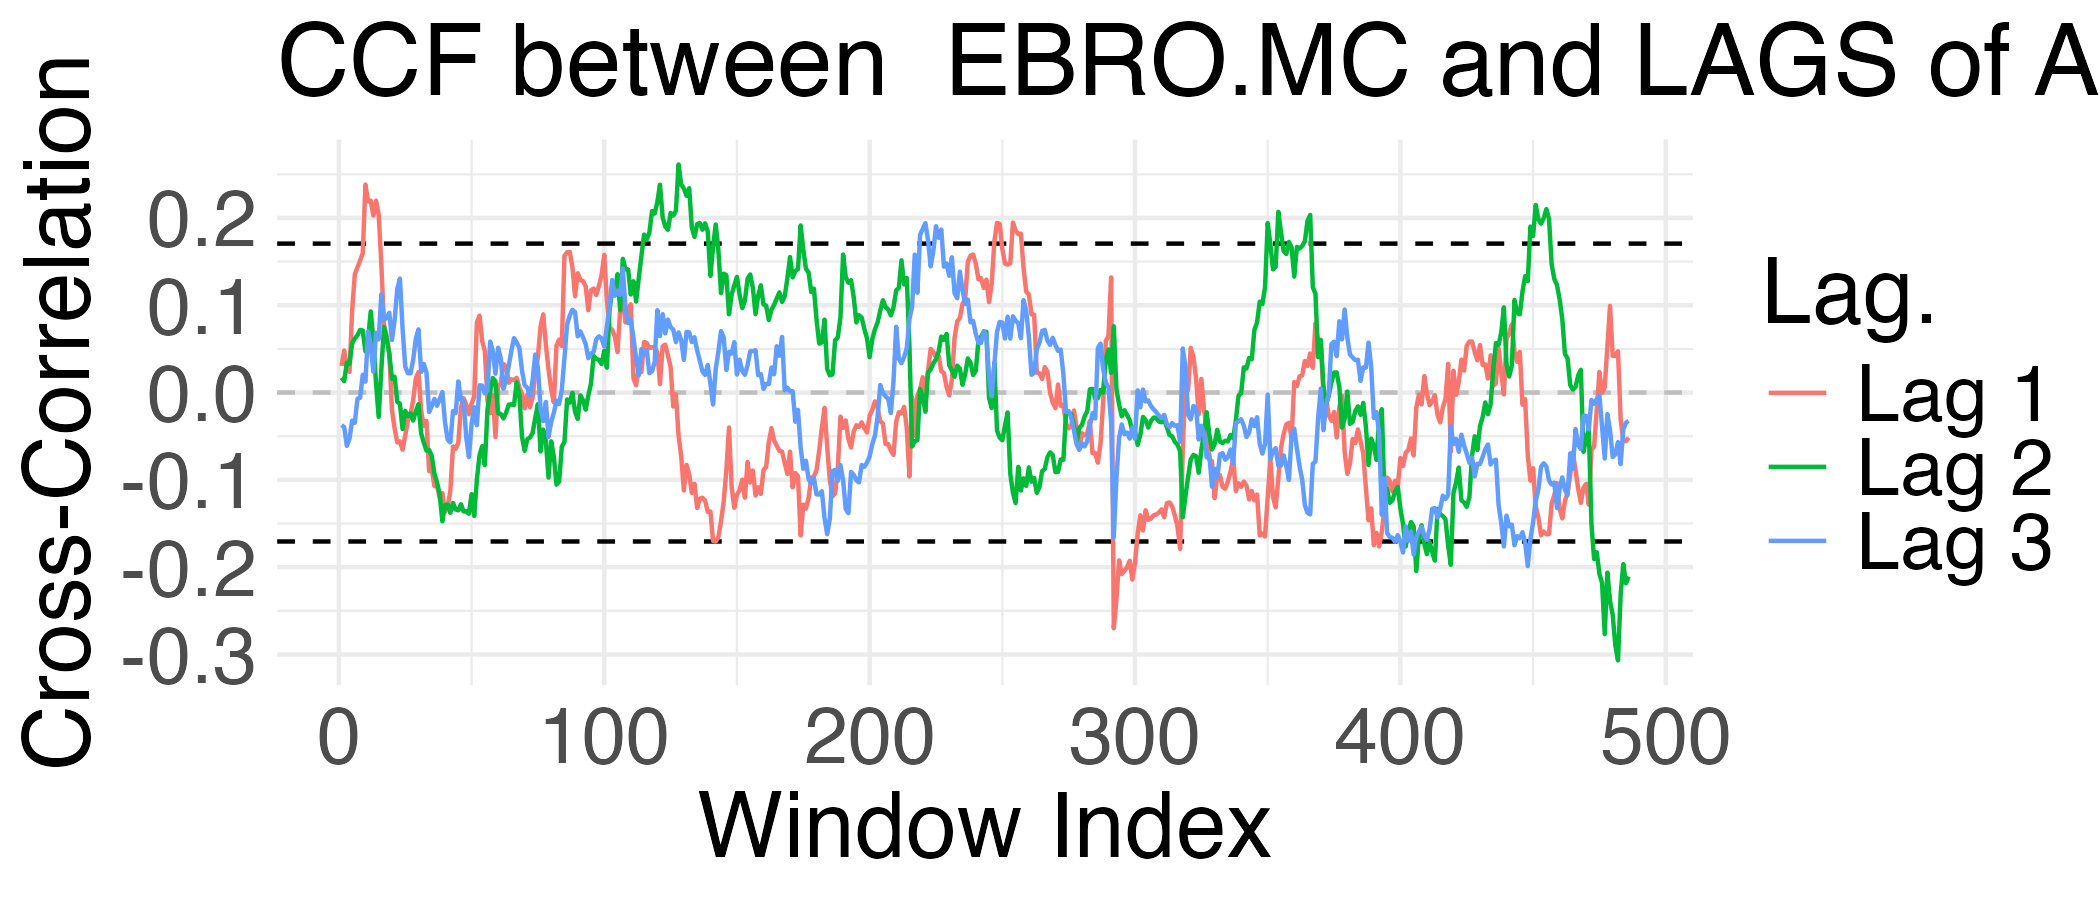 CCF between EBRO.MC and LAGS of A
Cross-Correlation
0.2
0.1
0.0
-0.1
-0.2
-0.3
0 100 200 300 400 500
Window Index
Lag.
Lag 1
Lag 2
Lag 3